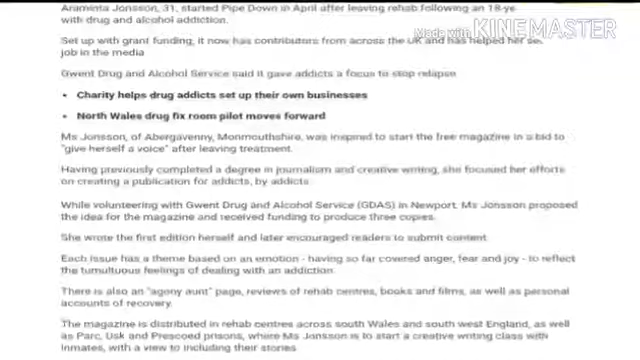 Araminta Jonsson, 31, started Pipe Down in April after leaving rehab following an 18-ye
with drug and alcohol addiction.
Made with KINEMASTER
Set up with grant funding, it now has contributors from across the UK and has helped her
job in the media
Gwent Drug and Alcohol Service said it gave addicts a focus to stop relapse
• Charity helps drug addicts set up their own businesses
• North Wales drug fix room pilot moves forward
Ms Jonsson, of Abergavenny, Monmouthshire, was inspired to start the free magazine in a bid to
"give herself a voice" after leaving treatment.
Having previously completed a degree in journalism and creative writing, she focused her efforts
on creating a publication for addicts, by addicts.
While volunteering with Gwent Drug and Alcohol Service (GDAS) in Newport, Ms Jonsson proposed
the idea for the magazine and received funding to produce three copies.
She wrote the first edition herself and later encouraged readers to submit content
Each issue has a theme based on an emotion - having so far covered anger, fear and joy - to reflect
the tumultuous feelings of dealing with an addiction.
There is also an "agony aunt" page, reviews of rehab centres, books and films, as well as personal
accounts of recovery.
The magazine is distributed in rehab centres across south Wales and south west England, as well
as Parc, Usk and Prescoed prisons, where Ms Jonsson is to start a creative writing class with
inmates, with a view to including their stories